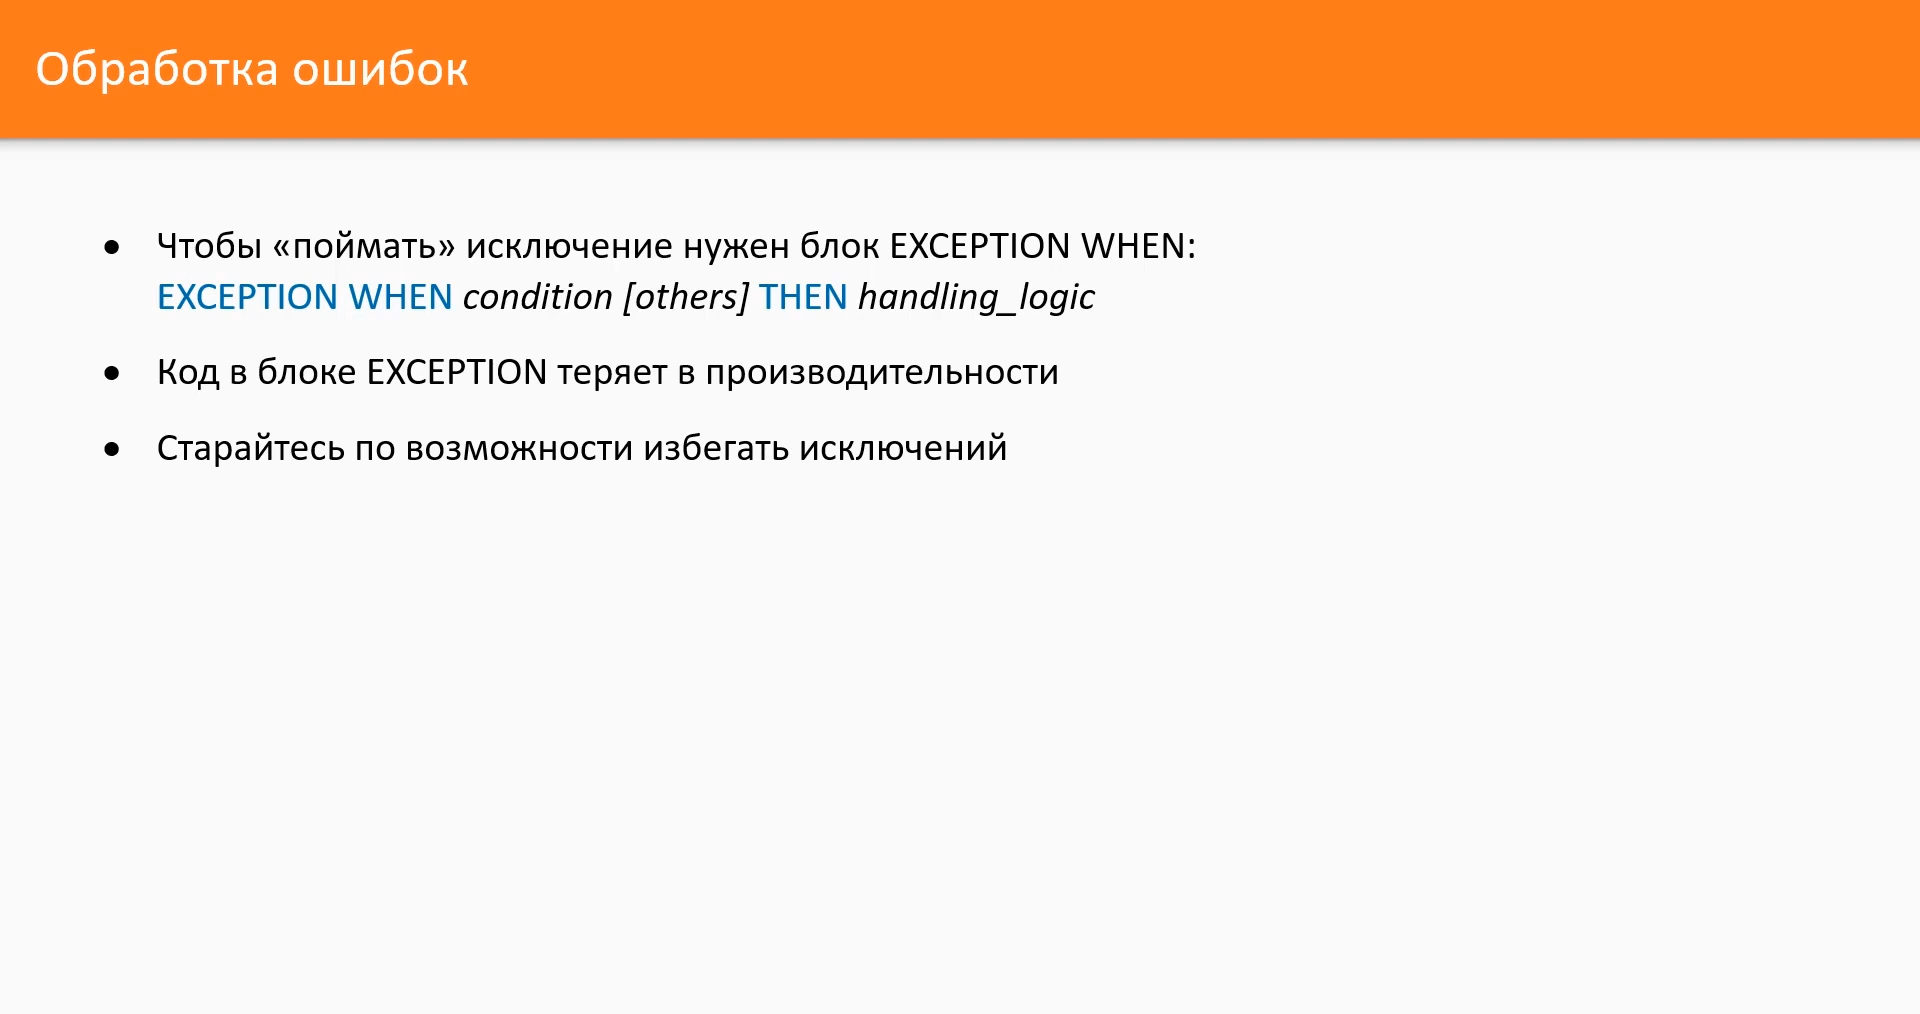 Обработка ошибок
● Чтобы «поймать» исключение нужен блок EXCEPTION WHEN:
EXCEPTION WHEN condition [others] THEN handling_logic
● Код в блоке EXCEPTION теряет в производительности
● Старайтесь по возможности избегать исключений